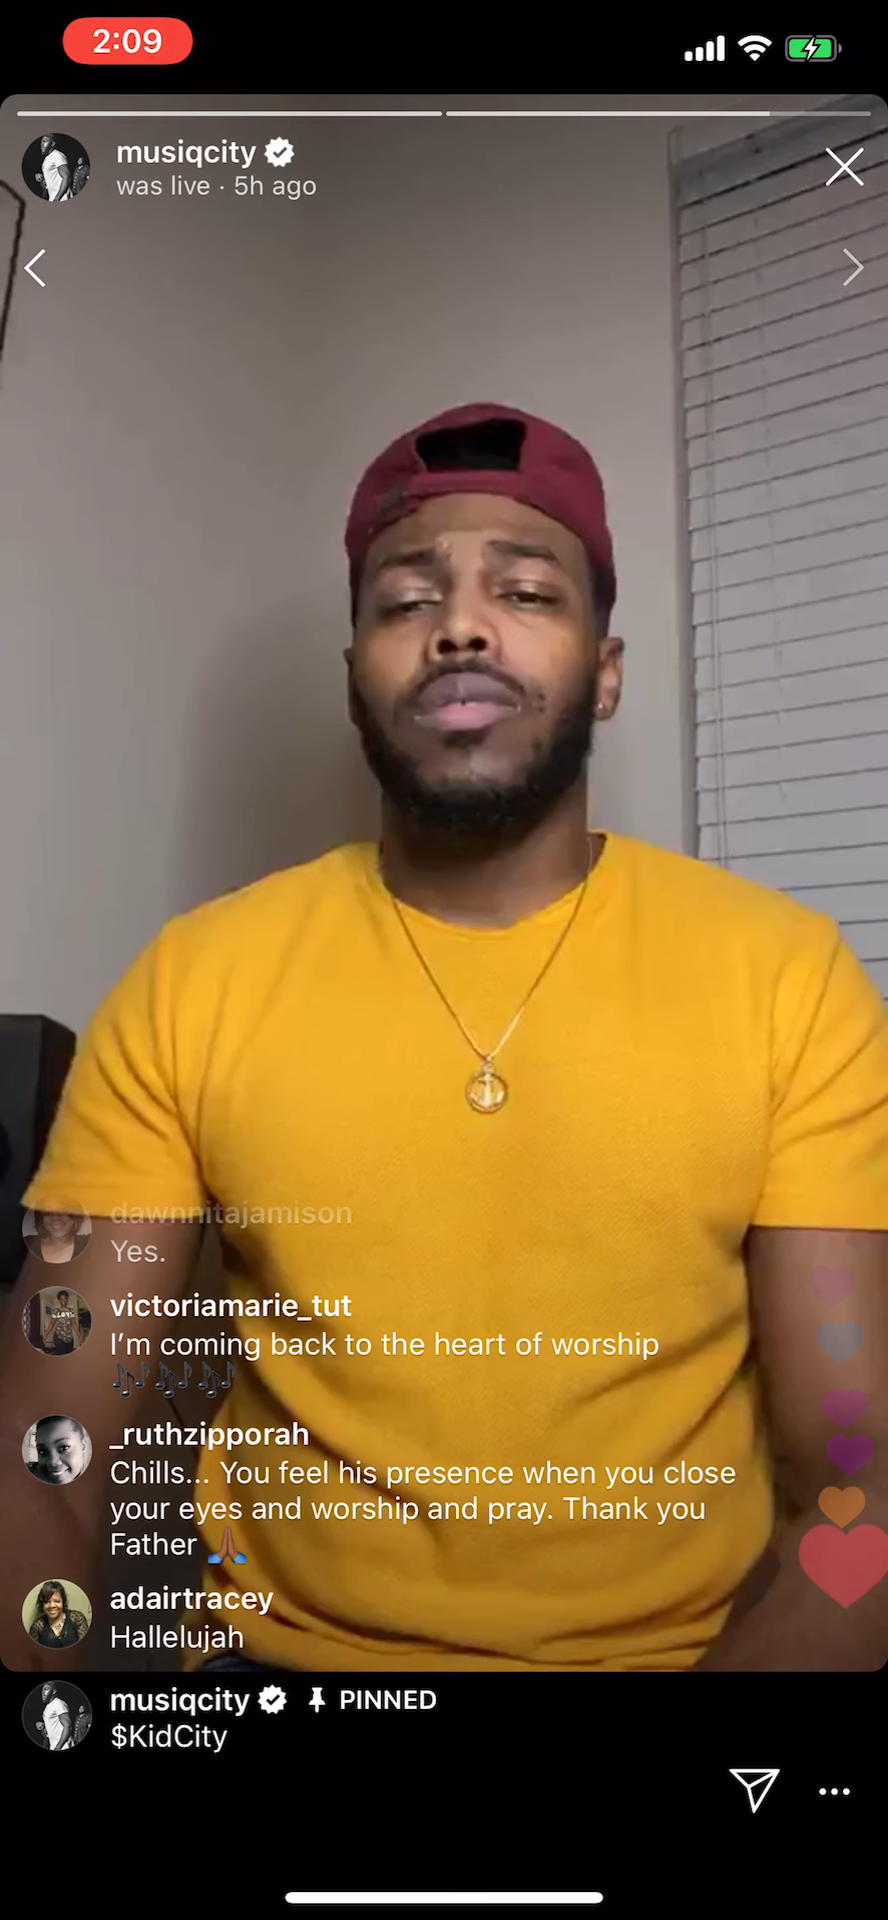 2:09
musiqcity
was live · 5h ago
dawnnitajamison
Yes.
victoriamarie_tut
I’m coming back to the heart of worship
🎶🎶🎶
_ruthzipporah
Chills... You feel his presence when you close
your eyes and worship and pray. Thank you
Father 🙏🏾
adairtracey
Hallelujah
musiqcity PINNED
$KidCity